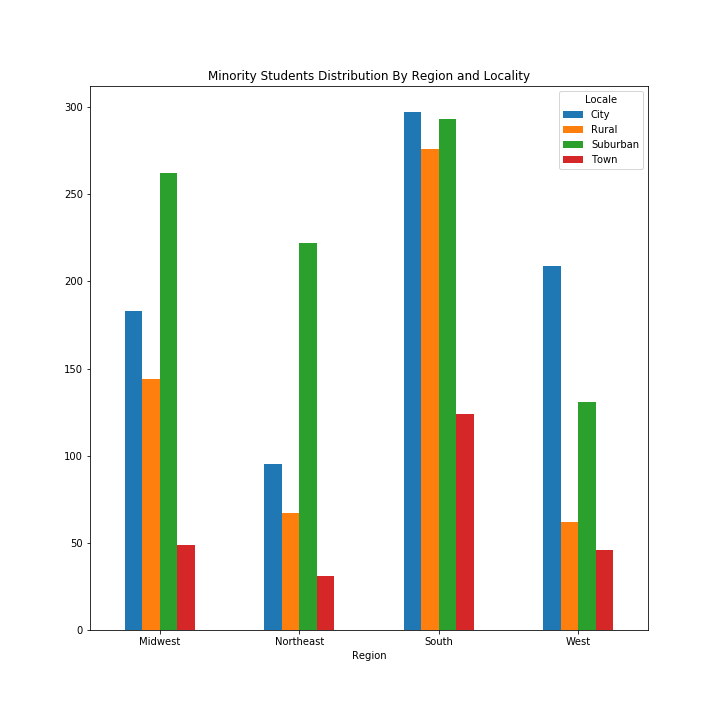 Minority Students Distribution By Region and Locality
Locale
City
Rural
Suburban
Town
300
250
200
150
100
50
0
Midwest Northeast South West
Region